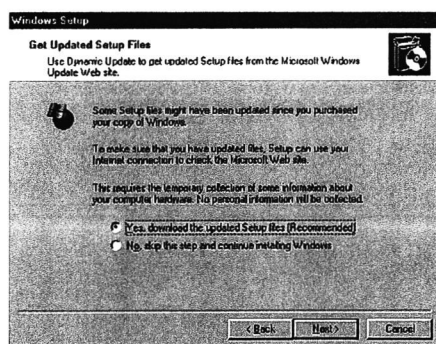 Windows Setup
Get Updated Setup Files
Use Dynamic Update to get updated Setup files from the Microsoft Windows
Update Web site.
Some Setup files might have been updated since you purchased
your copy of Windows.
To make sure that you have updated files, Setup can use your
Internet connection to check the Microsoft Web site.
This requires the temporary collection of some information about
your computer hardware. No personal information will be collected.
Yes, download the updated Setup files (Recommended)
No, skip this step and continue installing Windows
< Back
Next >
Cancel